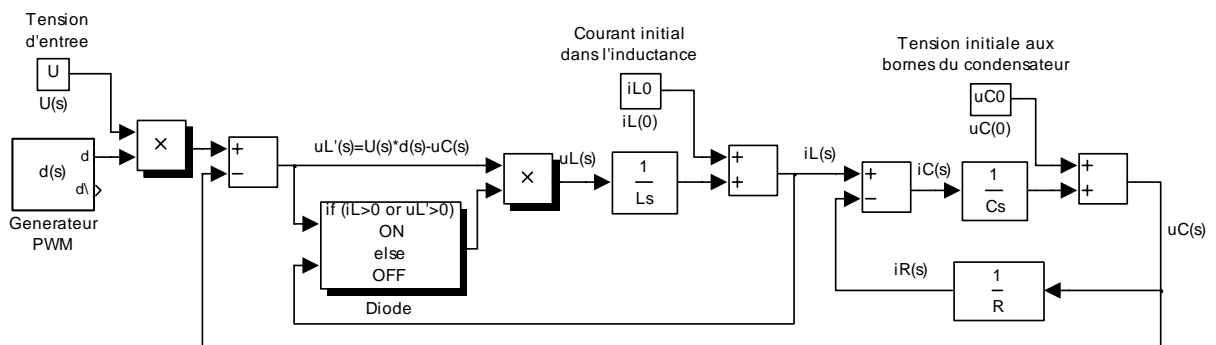 Tension
d'entree
U
U(s)
d(s)
d
d\
Generateur
PWM
×
+
−
uL'(s)=U(s)*d(s)-uC(s)
if (iL>0 or uL'>0)
ON
else
OFF
Diode
×
uL(s)
1
Ls
Courant initial
dans l'inductance
iL0
iL(0)
+
+
iL(s)
+
−
iC(s)
1
Cs
Tension initiale aux
bornes du condensateur
uC0
uC(0)
+
+
uC(s)
iR(s)
1
R